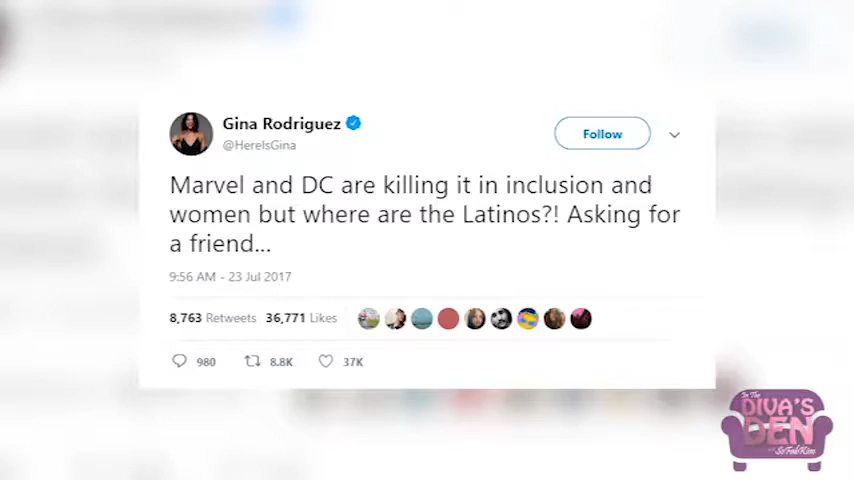 Gina Rodriguez
@HereIsGina
Follow
Marvel and DC are killing it in inclusion and
women but where are the Latinos?! Asking for
a friend...
9:56 AM - 23 Jul 2017
8,763 Retweets 36,771 Likes
980 8.8K 37K
In The
DIVA'S
DEN